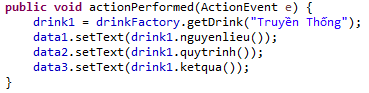 public void actionPerformed(ActionEvent e) {
drink1 = drinkFactory.getDrink("Truyền Thống");
data1.setText(drink1.nguyenlieu());
data2.setText(drink1.quytrinh());
data3.setText(drink1.ketqua());
}